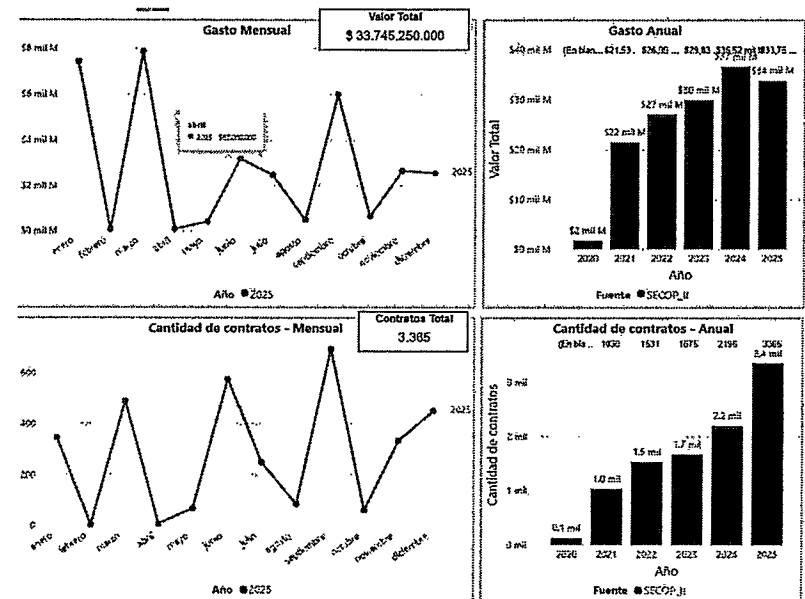 Gasto Mensual
Valor Total
$ 33.745.250.000
$8 mil M
$6 mil M
$4 mil M
$2 mil M
$0 mil M
abril
2025
2025
enero
febrero
marzo
abril
mayo
junio
julio
agosto
septiembre
octubre
noviembre
diciembre
Año 2025
Gasto Anual
Valor Total
$40 mil M
$30 mil M
$20 mil M
$10 mil M
$0 mil M
$2 mil M
$22 mil M
$27 mil M
$30 mil M
$37 mil M
$34 mil M
2020
2021
2022
2023
2024
2025
Año
Fuente SECOP_II
Cantidad de contratos - Mensual
Contratos Total
3.365
600
400
200
0
2025
enero
febrero
marzo
abril
mayo
junio
julio
agosto
septiembre
octubre
noviembre
diciembre
Año 2025
Cantidad de contratos - Anual
1531
1675
2195
3365
Cantidad de contratos
3 mil
2 mil
1 mil
0 mil
0,1 mil
1,0 mil
1,5 mil
1,7 mil
2,2 mil
3,4 mil
2020
2021
2022
2023
2024
2025
Año
Fuente SECOP_II